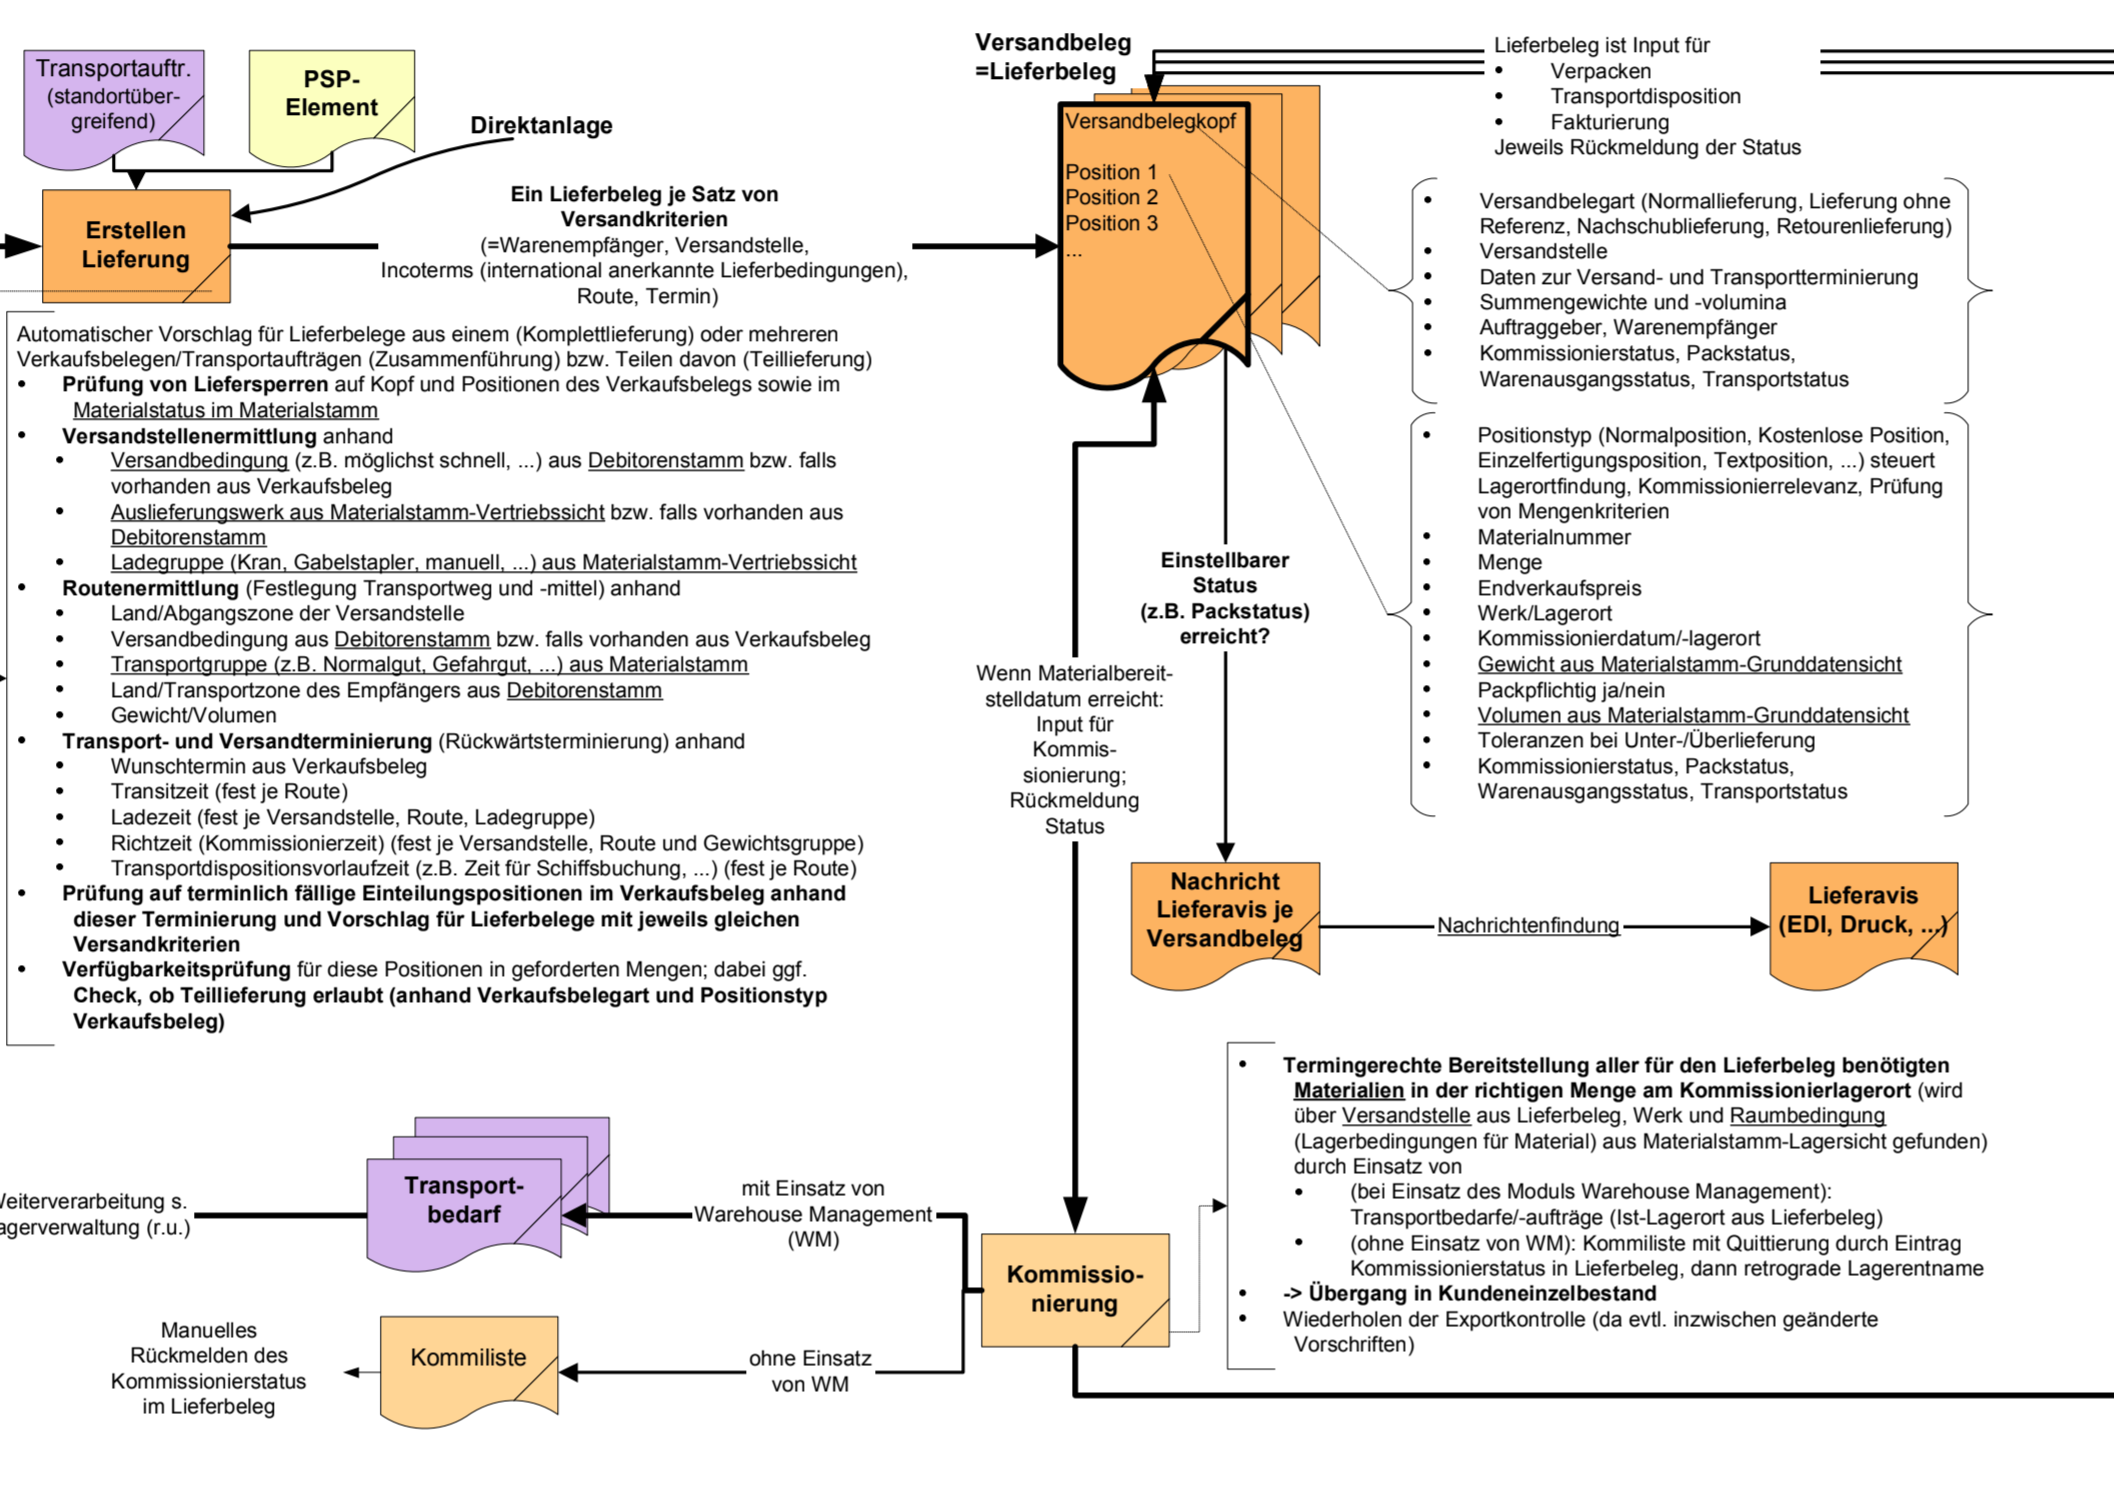 Transportauftr.
(standortüber-
greifend)
PSP-
Element
Direktanlage
Erstellen
Lieferung
Ein Lieferbeleg je Satz von
Versandkriterien
(=Warenempfänger, Versandstelle,
Incoterms (international anerkannte Lieferbedingungen),
Route, Termin)
Versandbeleg
=Lieferbeleg
Versandbelegkopf
Position 1
Position 2
Position 3
...
Lieferbeleg ist Input für
• Verpacken
• Transportdisposition
• Fakturierung
Jeweils Rückmeldung der Status
• Versandbelegart (Normallieferung, Lieferung ohne
Referenz, Nachschublieferung, Retourenlieferung)
• Versandstelle
• Daten zur Versand- und Transportterminierung
• Summengewichte und -volumina
• Auftraggeber, Warenempfänger
• Kommissionierstatus, Packstatus,
Warenausgangsstatus, Transportstatus
• Positionstyp (Normalposition, Kostenlose Position,
Einzelfertigungsposition, Textposition, ...) steuert
Lagerortfindung, Kommissionierrelevanz, Prüfung
von Mengenkriterien
• Materialnummer
• Menge
• Endverkaufspreis
• Werk/Lagerort
• Kommissionierdatum/-lagerort
• Gewicht aus Materialstamm-Grunddatensicht
• Packpflichtig ja/nein
• Volumen aus Materialstamm-Grunddatensicht
• Toleranzen bei Unter-/Überlieferung
• Kommissionierstatus, Packstatus,
Warenausgangsstatus, Transportstatus
Automatischer Vorschlag für Lieferbelege aus einem (Komplettlieferung) oder mehreren
Verkaufsbelegen/Transportaufträgen (Zusammenführung) bzw. Teilen davon (Teillieferung)
• Prüfung von Liefersperren auf Kopf und Positionen des Verkaufsbelegs sowie im
Materialstatus im Materialstamm
• Versandstellenermittlung anhand
• Versandbedingung (z.B. möglichst schnell, ...) aus Debitorenstamm bzw. falls
vorhanden aus Verkaufsbeleg
• Auslieferungswerk aus Materialstamm-Vertriebssicht bzw. falls vorhanden aus
Debitorenstamm
• Ladegruppe (Kran, Gabelstapler, manuell, ...) aus Materialstamm-Vertriebssicht
• Routenermittlung (Festlegung Transportweg und -mittel) anhand
• Land/Abgangszone der Versandstelle
• Versandbedingung aus Debitorenstamm bzw. falls vorhanden aus Verkaufsbeleg
• Transportgruppe (z.B. Normalgut, Gefahrgut, ...) aus Materialstamm
• Land/Transportzone des Empfängers aus Debitorenstamm
• Gewicht/Volumen
• Transport- und Versandterminierung (Rückwärtsterminierung) anhand
• Wunschtermin aus Verkaufsbeleg
• Transitzeit (fest je Route)
• Ladezeit (fest je Versandstelle, Route, Ladegruppe)
• Richtzeit (Kommissionierzeit) (fest je Versandstelle, Route und Gewichtsgruppe)
• Transportdispositionsvorlaufzeit (z.B. Zeit für Schiffsbuchung, ...) (fest je Route)
• Prüfung auf terminlich fällige Einteilungspositionen im Verkaufsbeleg anhand
dieser Terminierung und Vorschlag für Lieferbelege mit jeweils gleichen
Versandkriterien
• Verfügbarkeitsprüfung für diese Positionen in geforderten Mengen; dabei ggf.
Check, ob Teillieferung erlaubt (anhand Verkaufsbelegart und Positionstyp
Verkaufsbeleg)
Einstellbarer
Status
(z.B. Packstatus)
erreicht?
Wenn Materialbereit-
stelldatum erreicht:
Input für
Kommis-
sionierung;
Rückmeldung
Status
Nachricht
Lieferavis je
Versandbeleg
Nachrichtenfindung
Lieferavis
(EDI, Druck, ...)
• Termingerechte Bereitstellung aller für den Lieferbeleg benötigten
Materialien in der richtigen Menge am Kommissionierlagerort (wird
über Versandstelle aus Lieferbeleg, Werk und Raumbedingung
(Lagerbedingungen für Material) aus Materialstamm-Lagersicht gefunden)
durch Einsatz von
• (bei Einsatz des Moduls Warehouse Management):
Transportbedarfe/-aufträge (Ist-Lagerort aus Lieferbeleg)
• (ohne Einsatz von WM): Kommiliste mit Quittierung durch Eintrag
Kommissionierstatus in Lieferbeleg, dann retrograde Lagerentname
• -> Übergang in Kundeneinzelbestand
• Wiederholen der Exportkontrolle (da evtl. inzwischen geänderte
Vorschriften)
eiterverarbeitung s.
agerverwaltung (r.u.)
Transport-
bedarf
mit Einsatz von
Warehouse Management
(WM)
Kommissio-
nierung
Manuelles
Rückmelden des
Kommissionierstatus
im Lieferbeleg
Kommiliste
ohne Einsatz
von WM